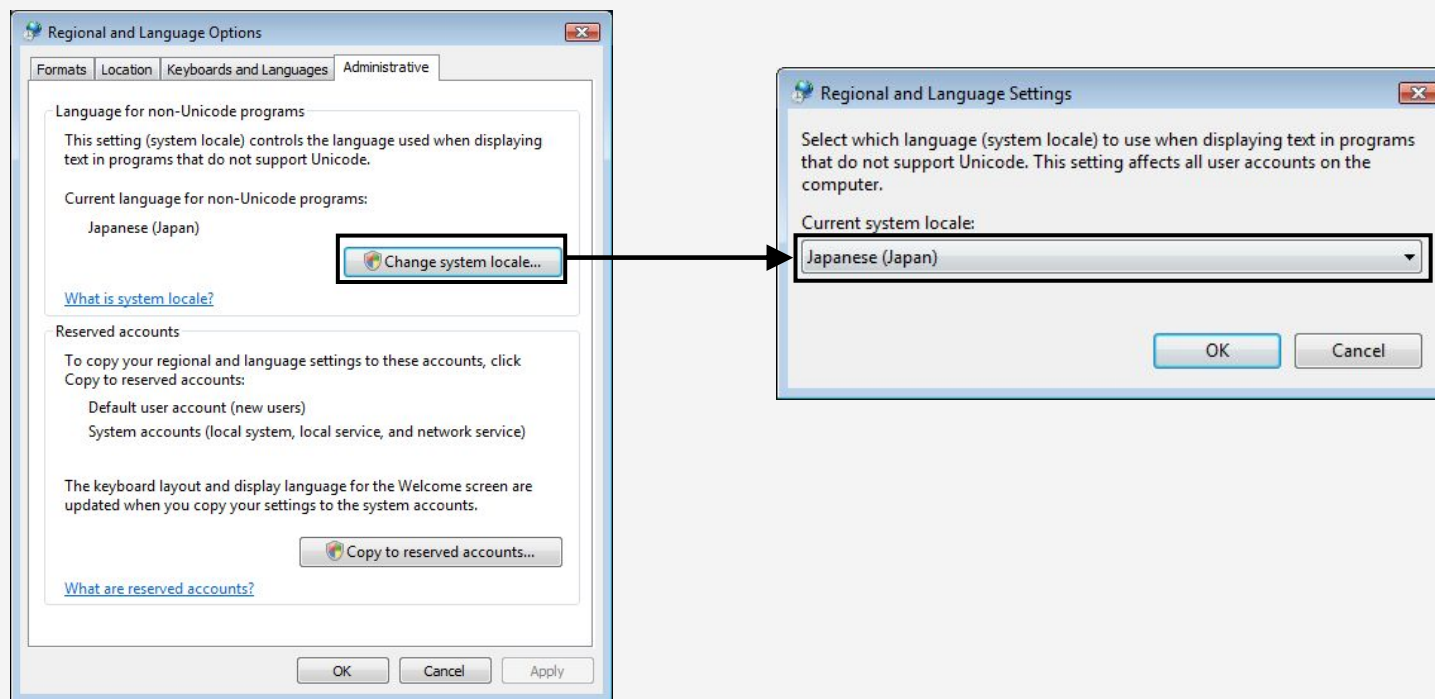 Regional and Language Options
Formats Location Keyboards and Languages Administrative
Language for non-Unicode programs
This setting (system locale) controls the language used when displaying
text in programs that do not support Unicode.
Current language for non-Unicode programs:
Japanese (Japan)
Change system locale...
What is system locale?
Reserved accounts
To copy your regional and language settings to these accounts, click
Copy to reserved accounts:
Default user account (new users)
System accounts (local system, local service, and network service)
The keyboard layout and display language for the Welcome screen are
updated when you copy your settings to the system accounts.
Copy to reserved accounts...
What are reserved accounts?
OK Cancel Apply
Regional and Language Settings
Select which language (system locale) to use when displaying text in programs
that do not support Unicode. This setting affects all user accounts on the
computer.
Current system locale:
Japanese (Japan)
OK Cancel